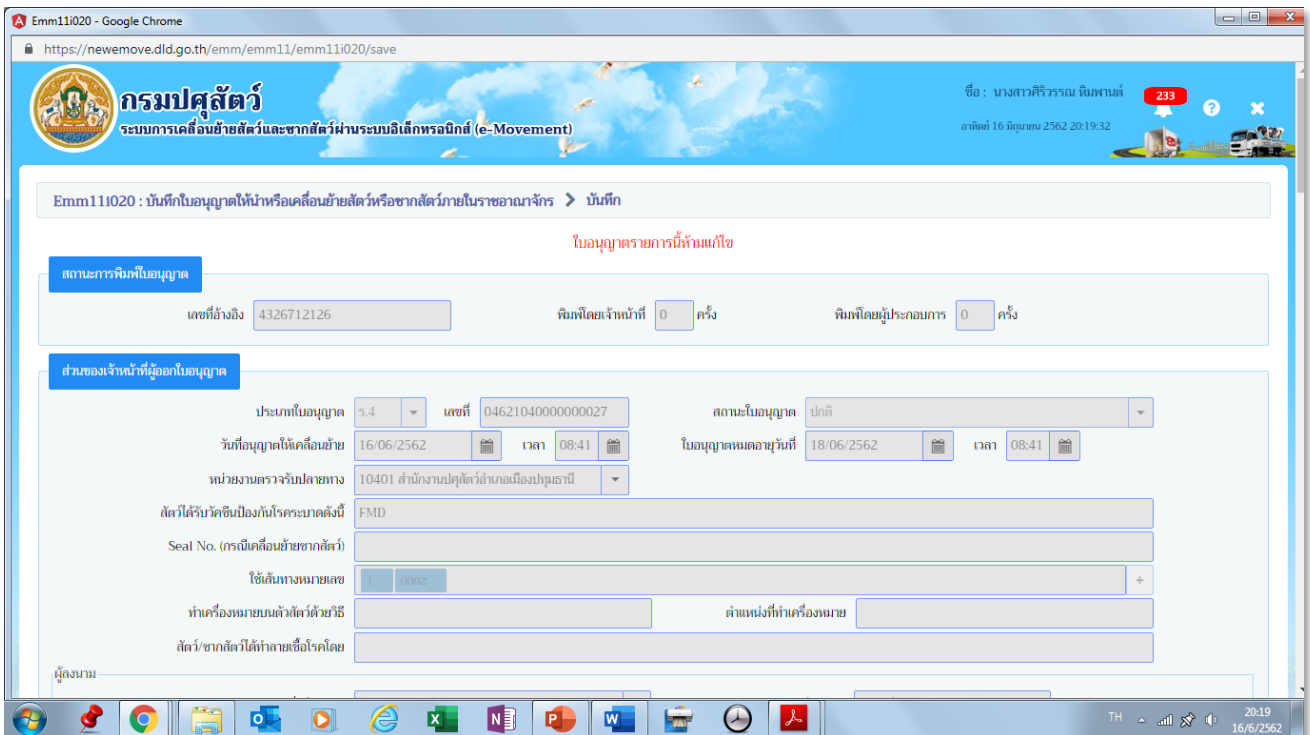 Emm11i020 - Google Chrome
https://newemove.dld.go.th/emm/emm11/emm11i020/save
กรมปศุสัตว์
ระบบการเคลื่อนย้ายสัตว์และซากสัตว์ผ่านระบบอิเล็กทรอนิกส์ (e-Movement)
ชื่อ : นางสาวศิริวรรณ พิมพานต์
233
อาทิตย์ 16 มิถุนายน 2562 20:19:32
Emm11i020 : บันทึกใบอนุญาตให้นำหรือเคลื่อนย้ายสัตว์หรือซากสัตว์ภายในราชอาณาจักร > บันทึก
ใบอนุญาตรายการนี้ห้ามแก้ไข
สถานะการพิมพ์ใบอนุญาต
เลขที่อ้างอิง 4326712126 พิมพ์โดยเจ้าหน้าที่ 0 ครั้ง พิมพ์โดยผู้ประกอบการ 0 ครั้ง
ส่วนของเจ้าหน้าที่ผู้ออกใบอนุญาต
ประเภทใบอนุญาต ร.4 เลขที่ 04621040000000027 สถานะใบอนุญาต ปกติ
วันที่อนุญาตให้เคลื่อนย้าย 16/06/2562 เวลา 08:41 ใบอนุญาตหมดอายุวันที่ 18/06/2562 เวลา 08:41
หน่วยงานตรวจรับปลายทาง 10401 สำนักงานปศุสัตว์อำเภอเมืองปทุมธานี
สัตว์ได้รับวัคซีนป้องกันโรคระบาดดังนี้ FMD
Seal No. (กรณีเคลื่อนย้ายซากสัตว์)
ใช้เส้นทางหมายเลข 1 0002 +
ทำเครื่องหมายบนตัวสัตว์ด้วยวิธี ตำแหน่งที่ทำเครื่องหมาย
สัตว์/ซากสัตว์ได้ทำลายเชื้อโรคโดย
ผู้ลงนาม
TH 20:19
16/6/2562